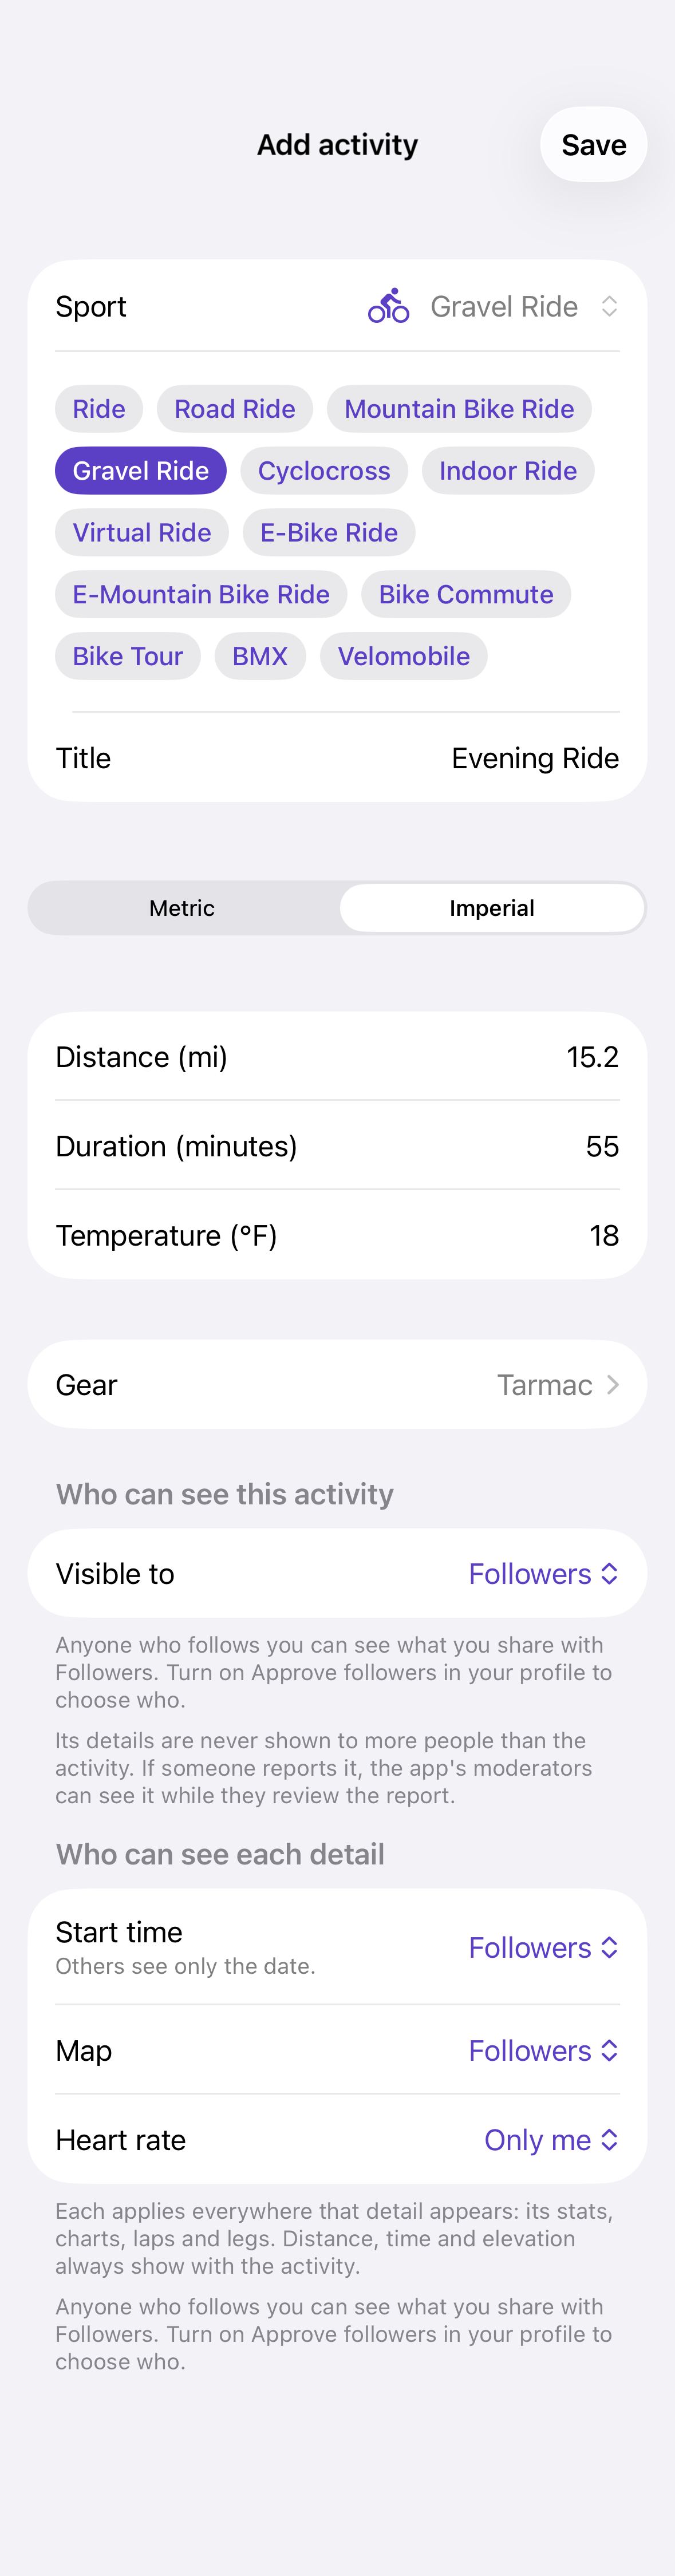 Add activity
Save
Sport
Gravel Ride
Ride
Road Ride
Mountain Bike Ride
Gravel Ride
Cyclocross
Indoor Ride
Virtual Ride
E-Bike Ride
E-Mountain Bike Ride
Bike Commute
Bike Tour
BMX
Velomobile
Title
Evening Ride
Metric
Imperial
Distance (mi)
15.2
Duration (minutes)
55
Temperature (°F)
18
Gear
Tarmac
Who can see this activity
Visible to
Followers
Anyone who follows you can see what you share with
Followers. Turn on Approve followers in your profile to
choose who.
Its details are never shown to more people than the
activity. If someone reports it, the app's moderators
can see it while they review the report.
Who can see each detail
Start time
Others see only the date.
Followers
Map
Followers
Heart rate
Only me
Each applies everywhere that detail appears: its stats,
charts, laps and legs. Distance, time and elevation
always show with the activity.
Anyone who follows you can see what you share with
Followers. Turn on Approve followers in your profile to
choose who.